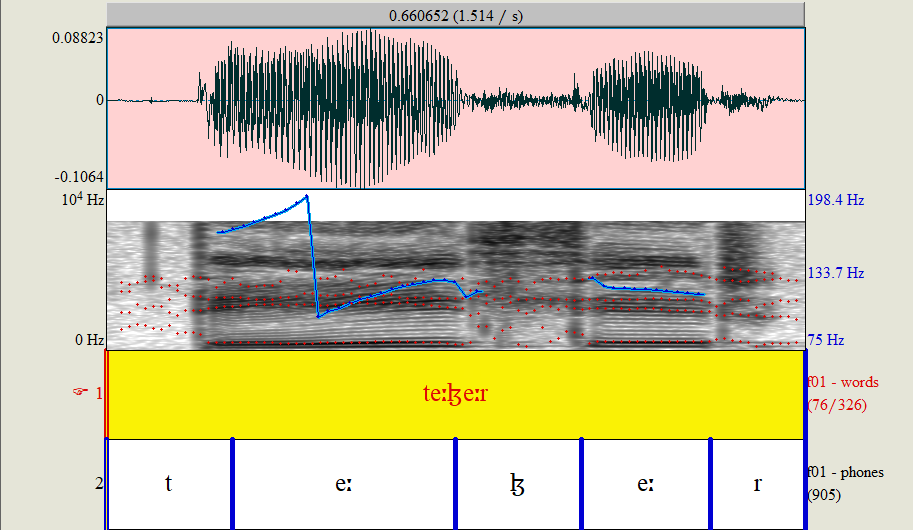 0.660652 (1.514 / s)
0.08823
0
-0.1064
10⁴ Hz
198.4 Hz
133.7 Hz
0 Hz
75 Hz
☞ 1
teːɮeːr
f01 - words
(76/326)
2
t
eː
ɮ
eː
r
f01 - phones
(905)